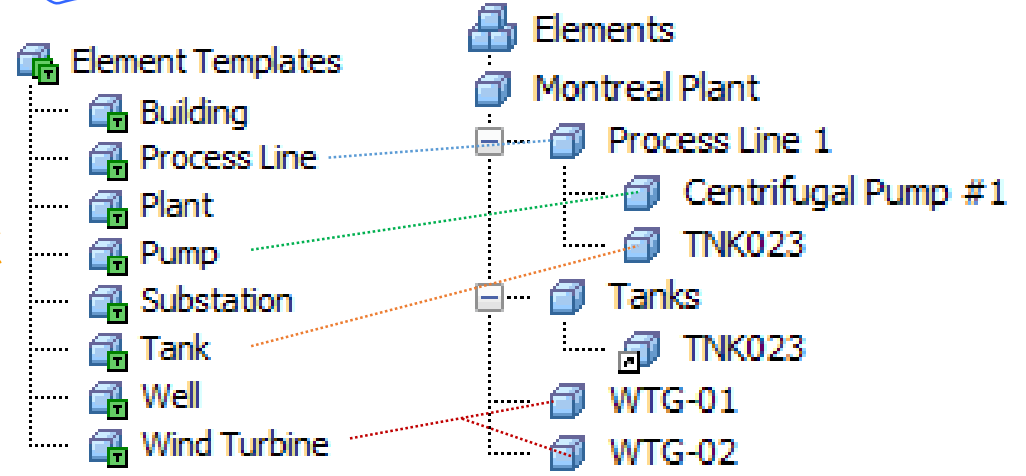 Element Templates
Building
Process Line
Plant
Pump
Substation
Tank
Well
Wind Turbine
Elements
Montreal Plant
Process Line 1
Centrifugal Pump #1
TNK023
Tanks
TNK023
WTG-01
WTG-02